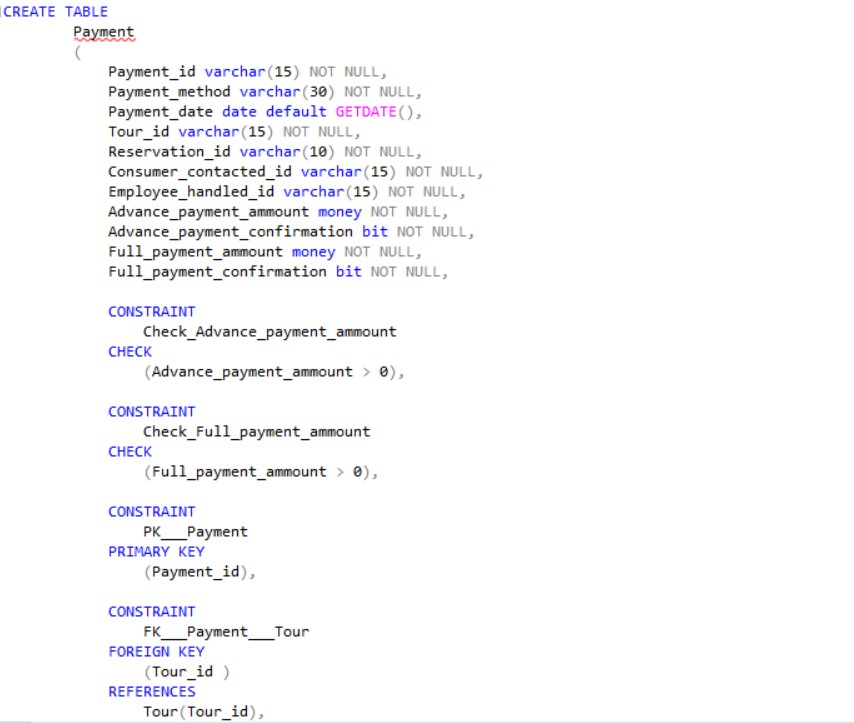 CREATE TABLE
Payment
(
Payment_id varchar(15) NOT NULL,
Payment_method varchar(30) NOT NULL,
Payment_date date default GETDATE(),
Tour_id varchar(15) NOT NULL,
Reservation_id varchar(10) NOT NULL,
Consumer_contacted_id varchar(15) NOT NULL,
Employee_handled_id varchar(15) NOT NULL,
Advance_payment_ammount money NOT NULL,
Advance_payment_confirmation bit NOT NULL,
Full_payment_ammount money NOT NULL,
Full_payment_confirmation bit NOT NULL,
CONSTRAINT
Check_Advance_payment_ammount
CHECK
(Advance_payment_ammount > 0),
CONSTRAINT
Check_Full_payment_ammount
CHECK
(Full_payment_ammount > 0),
CONSTRAINT
PK___Payment
PRIMARY KEY
(Payment_id),
CONSTRAINT
FK___Payment___Tour
FOREIGN KEY
(Tour_id )
REFERENCES
Tour(Tour_id),